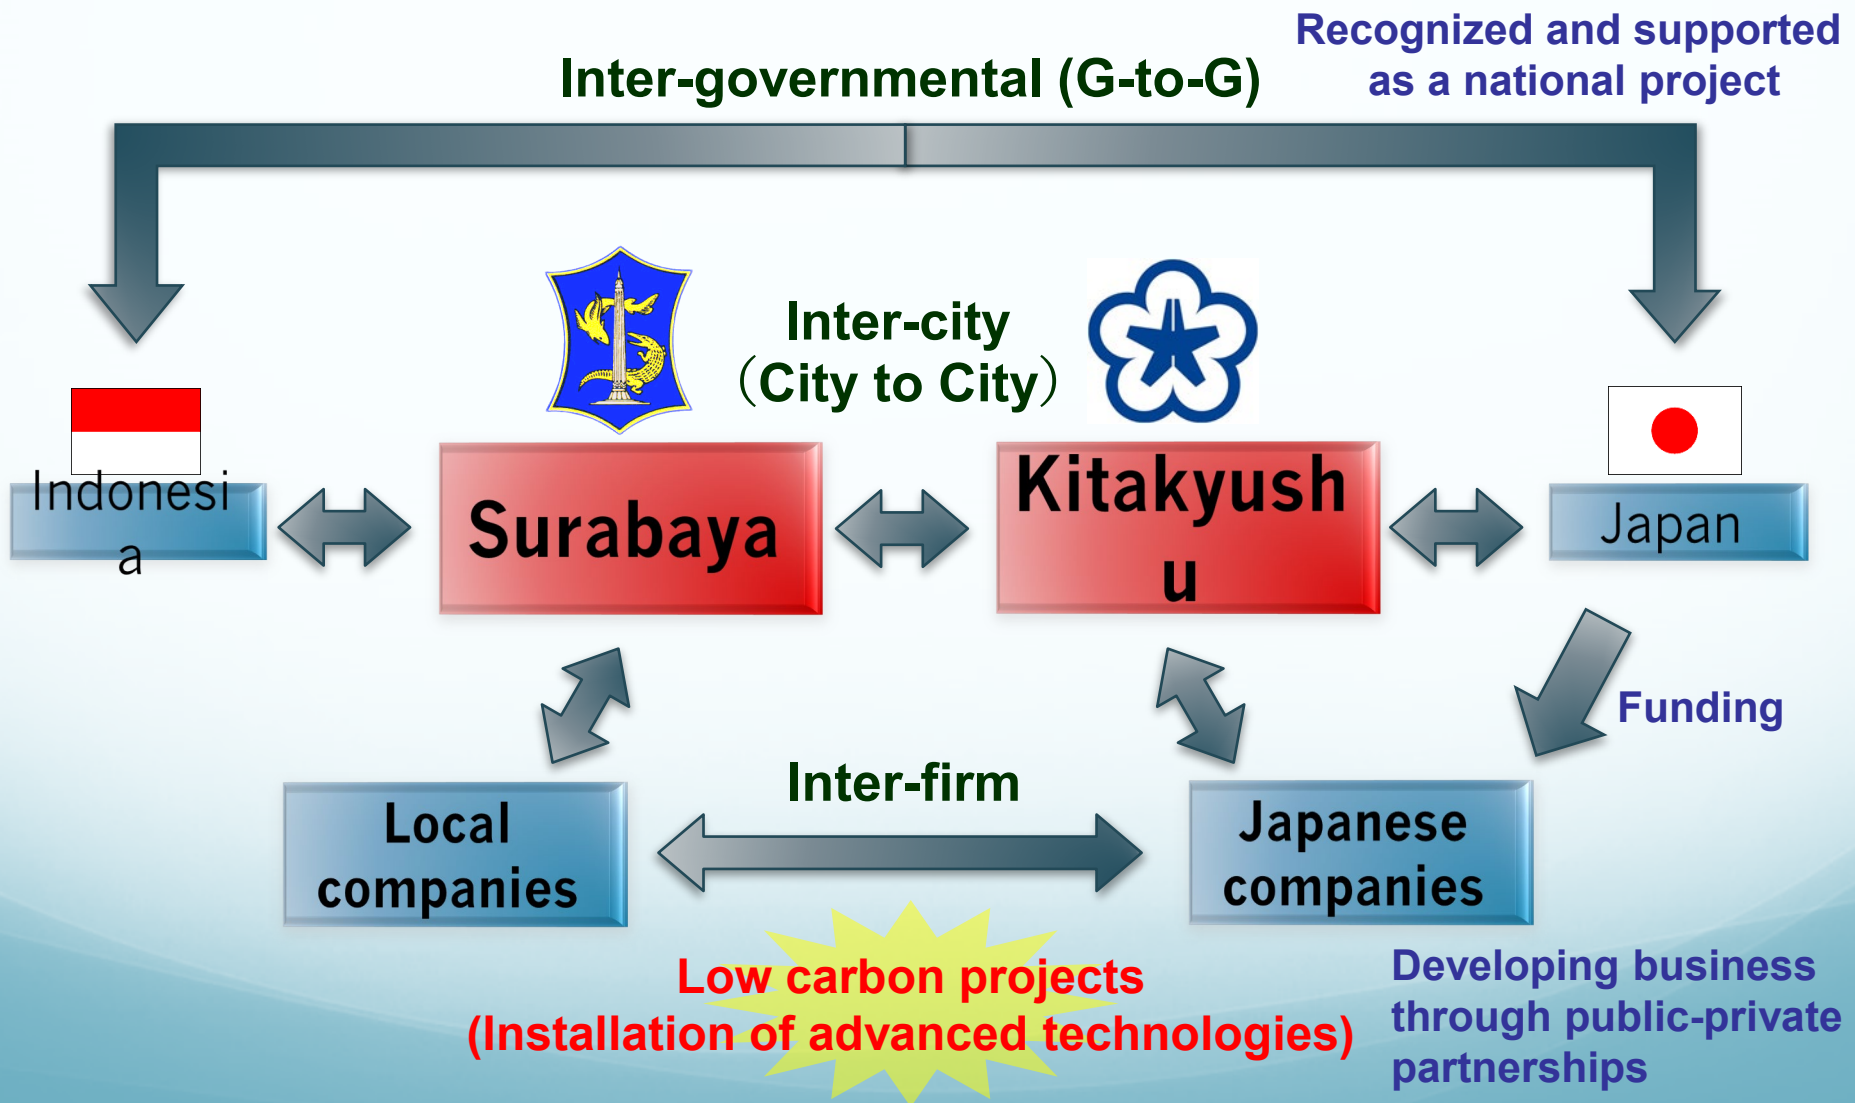 Recognized and supported
as a national project
Inter-governmental (G-to-G)
Inter-city
（City to City）
Indonesi
a
Surabaya
Kitakyush
u
Japan
Funding
Inter-firm
Local
companies
Japanese
companies
Low carbon projects
(Installation of advanced technologies)
Developing business
through public-private
partnerships